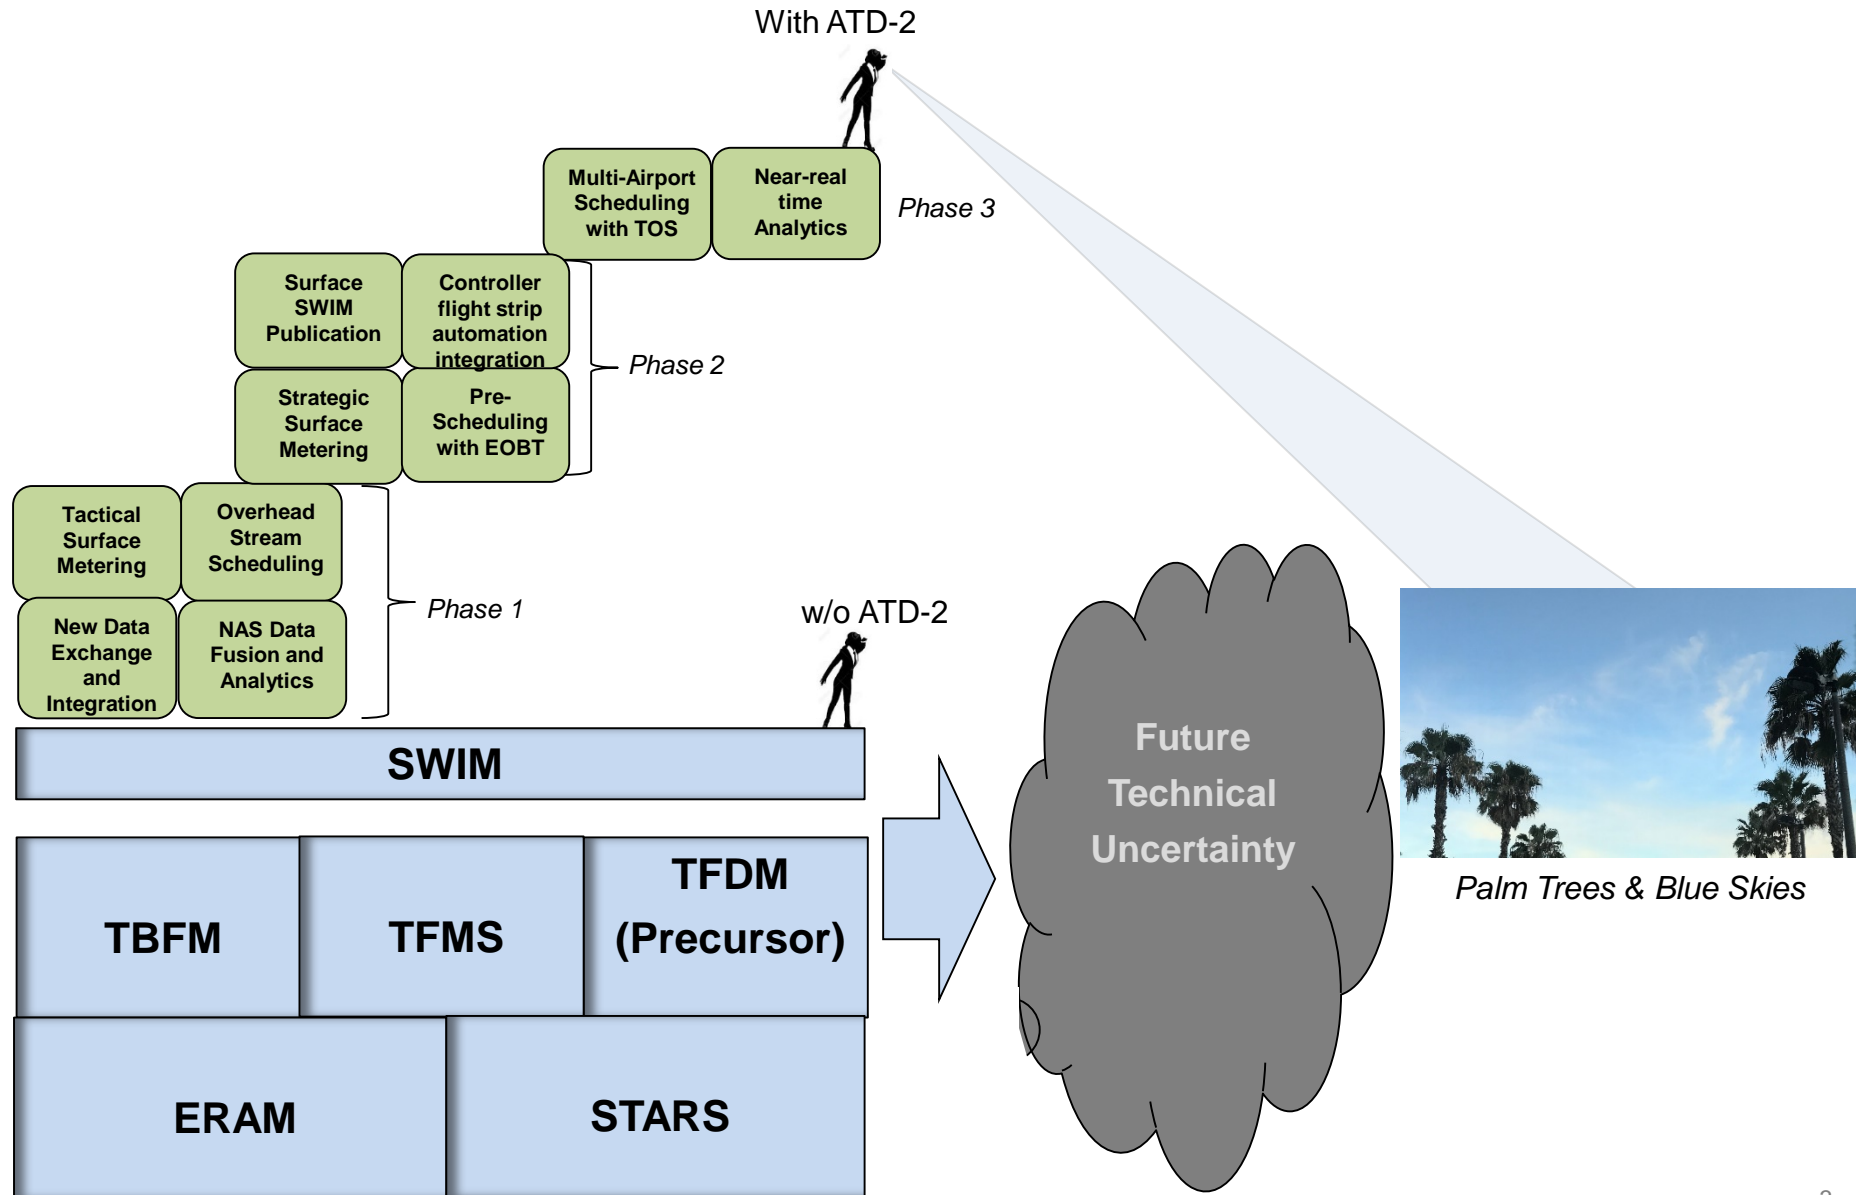 With ATD-2
Multi-Airport
Scheduling
with TOS
Near-real
time
Analytics
Phase 3
Surface
SWIM
Publication
Controller
flight strip
automation
integration
Strategic
Surface
Metering
Pre-
Scheduling
with EOBT
Phase 2
Tactical
Surface
Metering
Overhead
Stream
Scheduling
New Data
Exchange
and
Integration
NAS Data
Fusion and
Analytics
Phase 1
w/o ATD-2
SWIM
TBFM
TFMS
TFDM
(Precursor)
ERAM
STARS
Future
Technical
Uncertainty
Palm Trees & Blue Skies